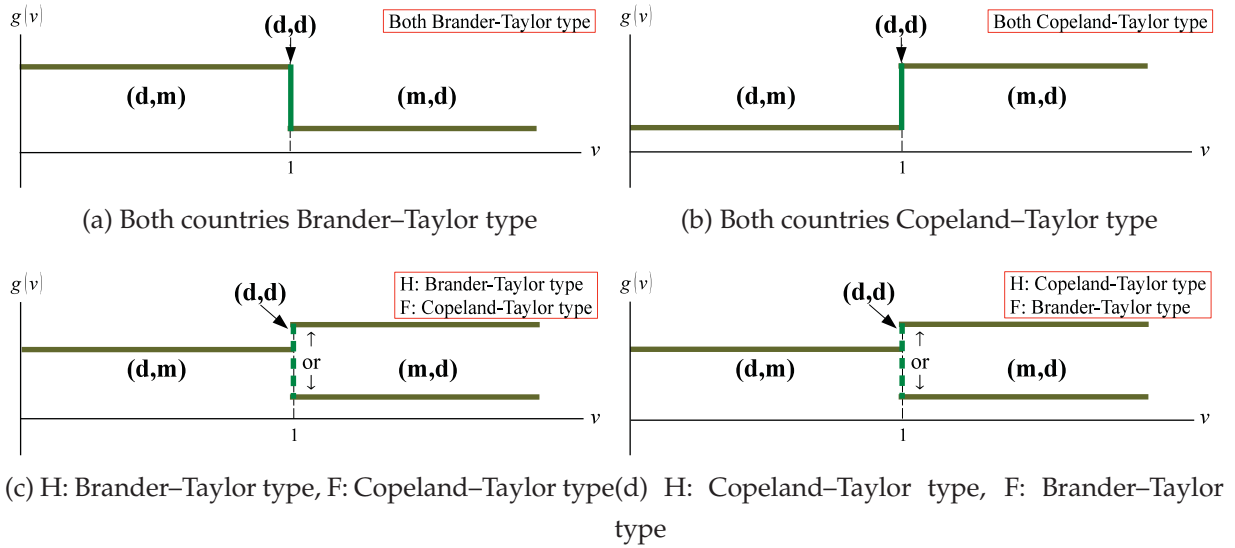 g(v)
(d,d)
Both Brander-Taylor type
(d,m)
(m,d)
1
v
(a) Both countries Brander–Taylor type
g(v)
(d,d)
Both Copeland-Taylor type
(d,m)
(m,d)
1
v
(b) Both countries Copeland–Taylor type
g(v)
(d,d)
H: Brander-Taylor type
F: Copeland-Taylor type
↑
or
↓
(d,m)
(m,d)
1
v
(c) H: Brander–Taylor type, F: Copeland–Taylor type
g(v)
(d,d)
H: Copeland-Taylor type
F: Brander-Taylor type
↑
or
↓
(d,m)
(m,d)
1
v
(d) H: Copeland–Taylor type, F: Brander–Taylor
type